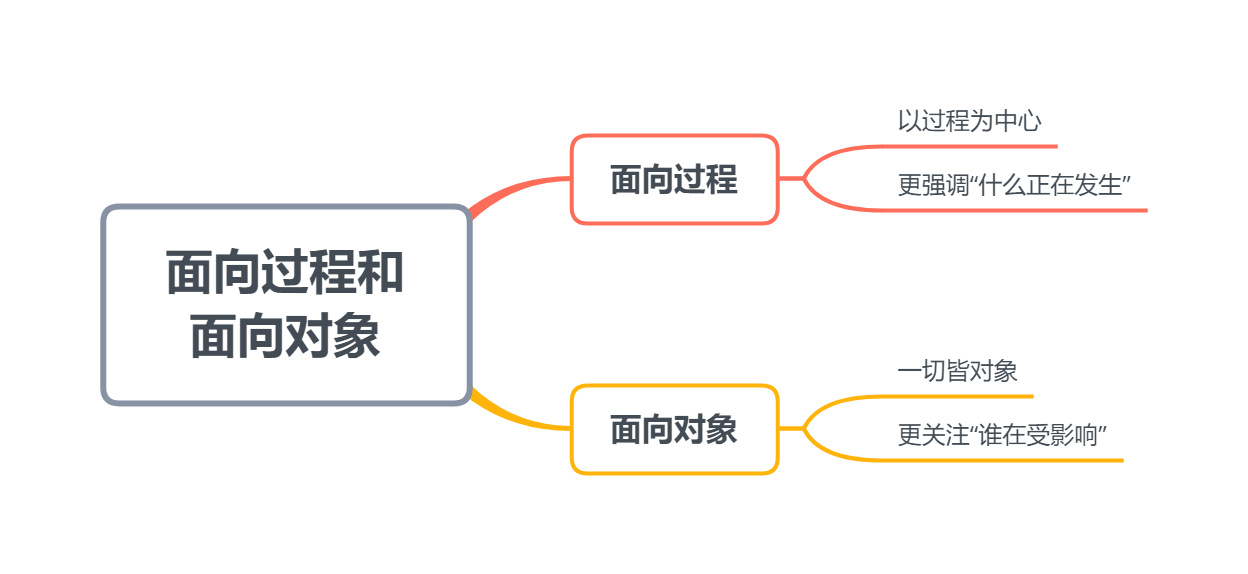 面向过程和
面向对象
面向过程
以过程为中心
更强调“什么正在发生”
面向对象
一切皆对象
更关注“谁在受影响”